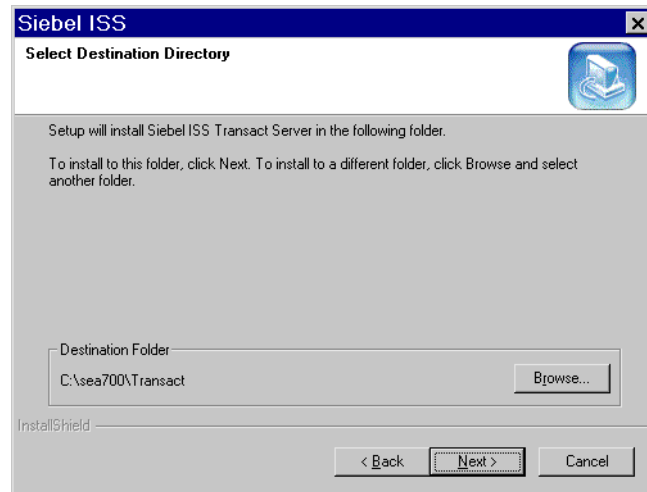 Siebel ISS
Select Destination Directory
Setup will install Siebel ISS Transact Server in the following folder.
To install to this folder, click Next. To install to a different folder, click Browse and select
another folder.
Destination Folder
C:\sea700\Transact
Browse...
InstallShield
< Back
Next >
Cancel